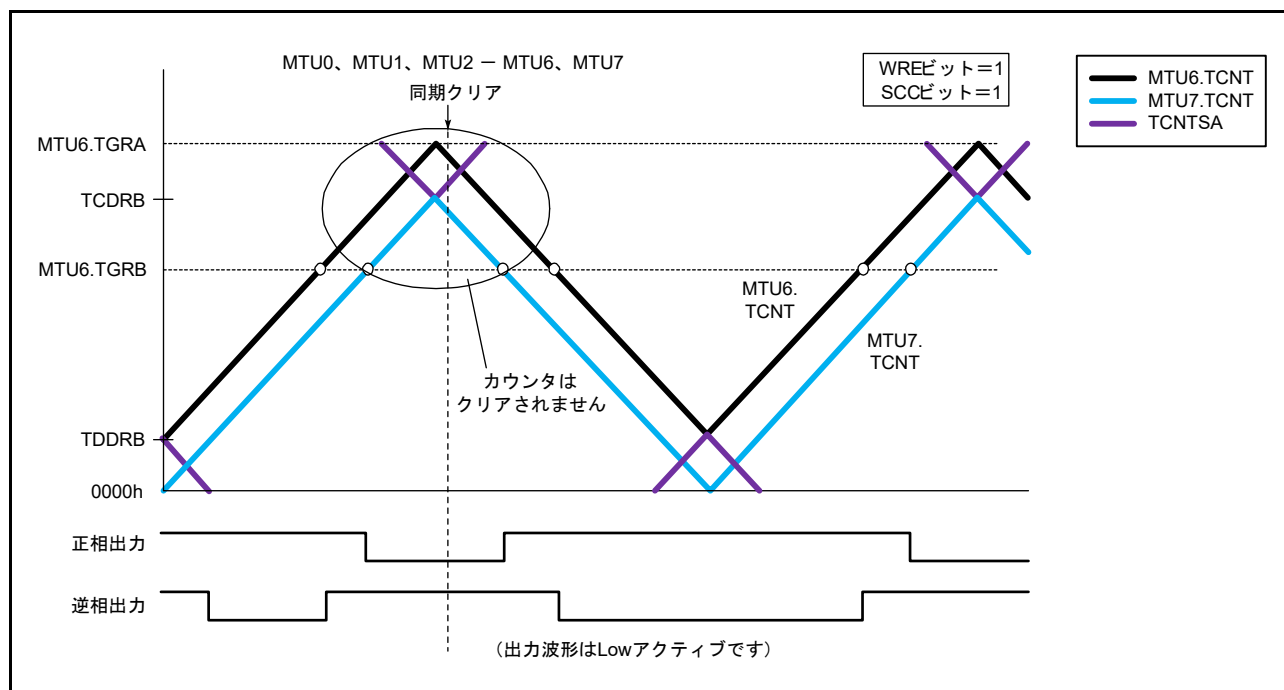 MTU0、MTU1、MTU2 － MTU6、MTU7
同期クリア
WREビット＝1
SCCビット＝1
MTU6.TCNT
MTU7.TCNT
TCNTSA
MTU6.TGRA
TCDRB
MTU6.TGRB
MTU6.
TCNT
MTU7.
TCNT
カウンタは
クリアされません
TDDRB
0000h
正相出力
逆相出力
（出力波形はLowアクティブです）